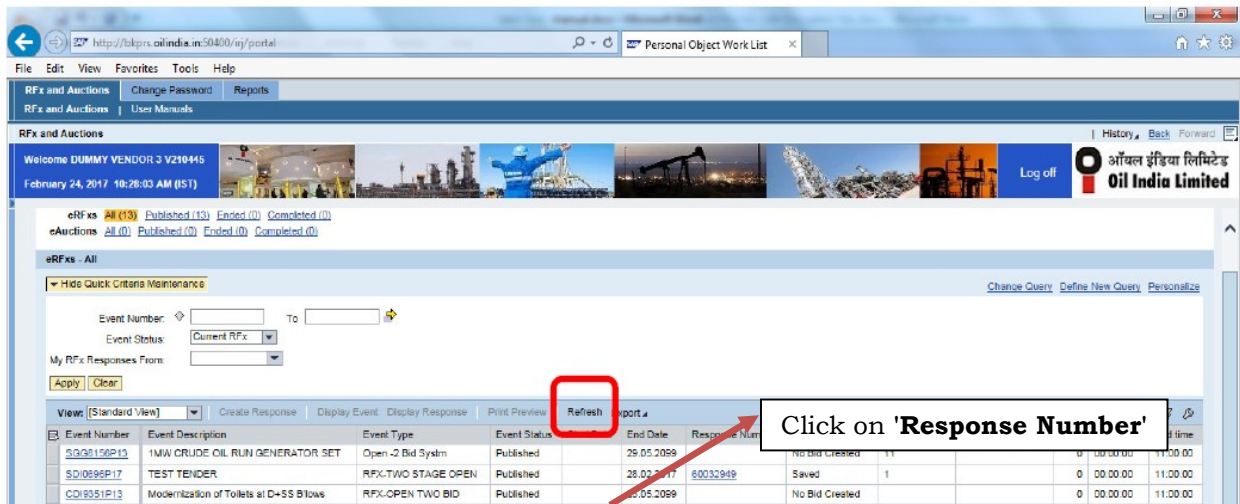 http://bkprs.oilindia.in:50400/irj/portal
Personal Object Work List
File Edit View Favorites Tools Help
RFx and Auctions Change Password Reports
RFx and Auctions | User Manuals
RFx and Auctions | History Back Forward
Welcome DUMMY VENDOR 3 V210445
February 24, 2017 10:28:03 AM (IST)
Log off
ऑयल इंडिया लिमिटेड
Oil India Limited
eRFxs All (13) Published (13) Ended (0) Completed (0)
eAuctions All (0) Published (0) Ended (0) Completed (0)
eRFxs - All
Hide Quick Criteria Maintenance
Change Query Define New Query Personalize
Event Number: To
Event Status: Current RFx
My RFx Responses From:
Apply Clear
View: [Standard View] Create Response Display Event Display Response Print Preview Refresh Export
Click on 'Response Number'
Event Number Event Description Event Type Event Status End Date
SGG8156P13 1MW CRUDE OIL RUN GENERATOR SET Open -2 Bid Systm Published 29.05.2099 No Bid Created 11 0 00:00:00 11:00:00
SDI0696P17 TEST TENDER RFX-TWO STAGE OPEN Published 60032949 Saved 1 0 00:00:00 11:00:00
CDI9351P13 Modernization of Toilets at D+SS B'lows RFX-OPEN TWO BID Published No Bid Created 0 00:00:00 11:00:00